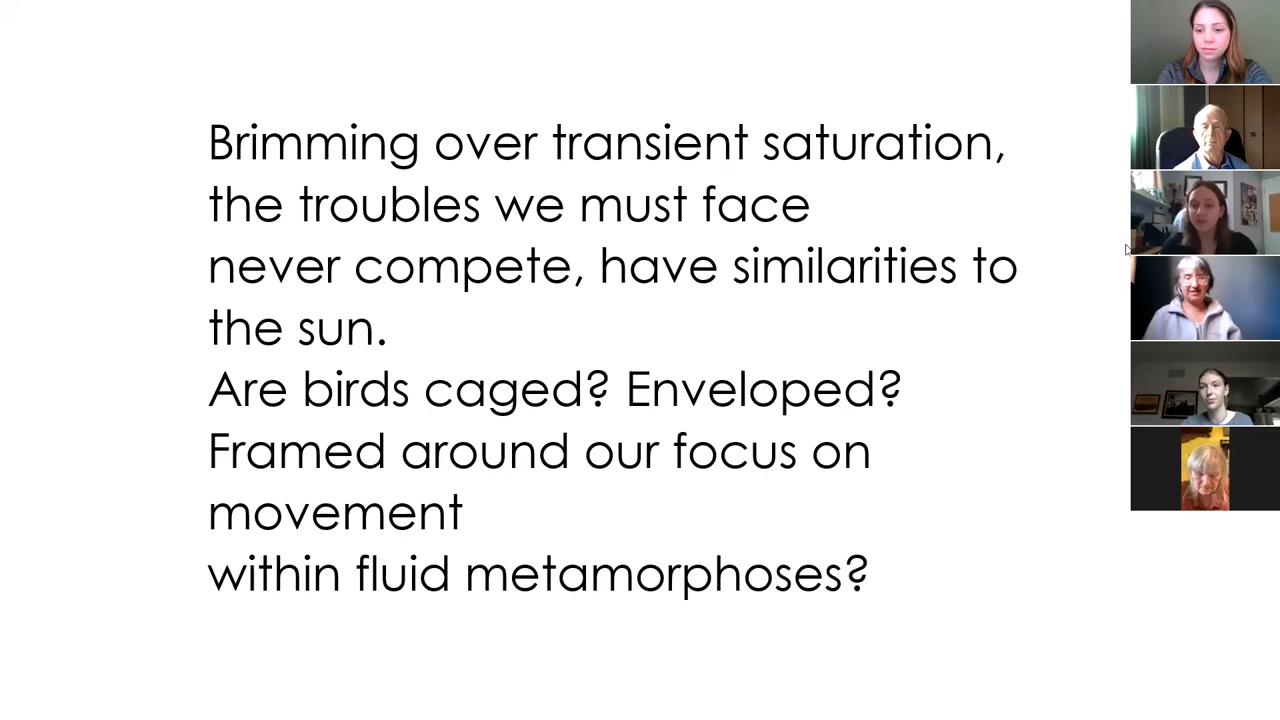 Brimming over transient saturation,
the troubles we must face
never compete, have similarities to
the sun.
Are birds caged? Enveloped?
Framed around our focus on
movement
within fluid metamorphoses?